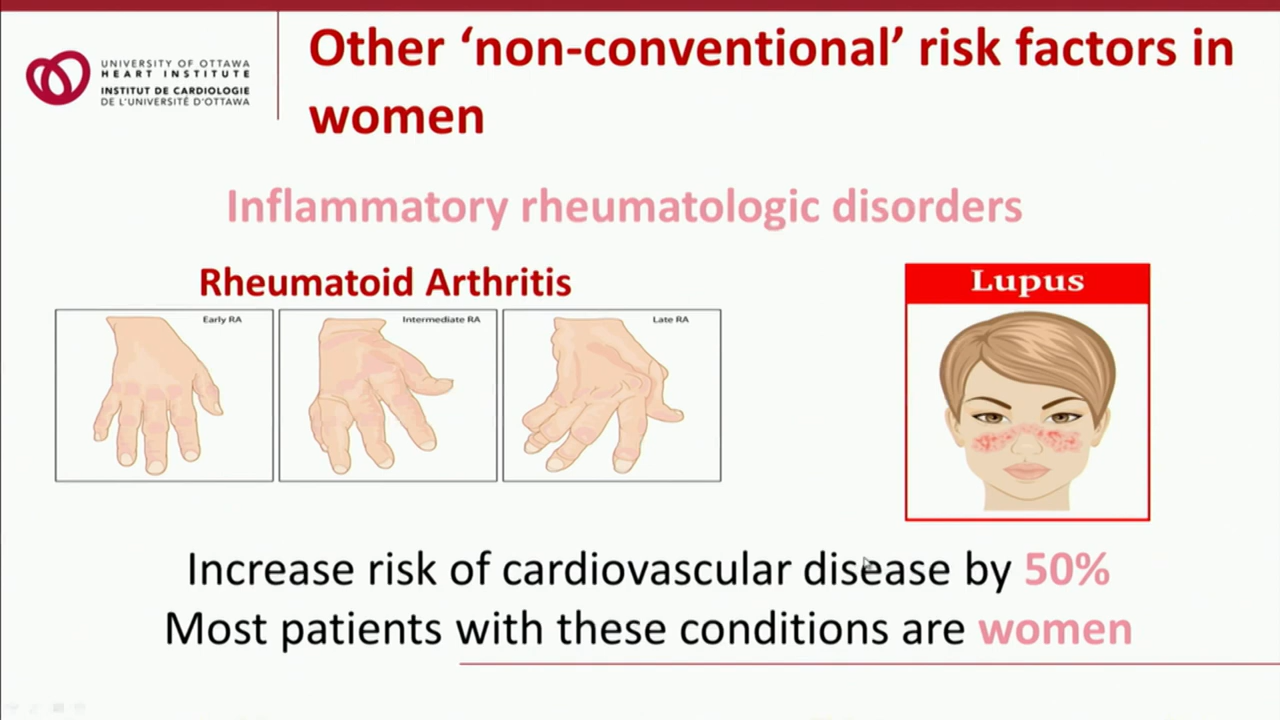 UNIVERSITY OF OTTAWA
HEART INSTITUTE
INSTITUT DE CARDIOLOGIE
DE L'UNIVERSITÉ D'OTTAWA
Other ‘non-conventional’ risk factors in
women
Inflammatory rheumatologic disorders
Rheumatoid Arthritis
Early RA
Intermediate RA
Late RA
Lupus
Increase risk of cardiovascular disease by 50%
Most patients with these conditions are women